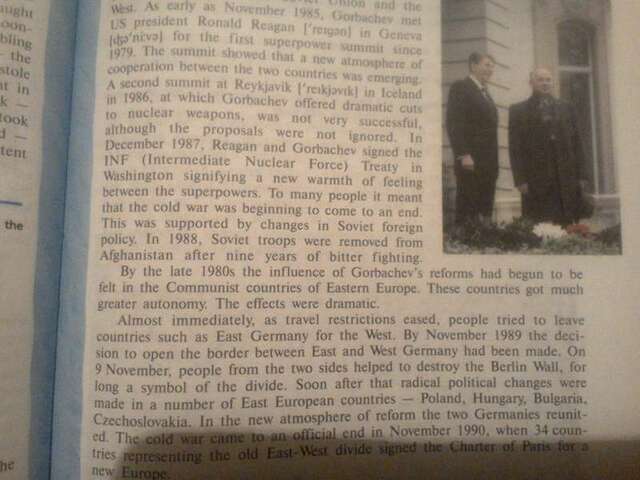 aught
oon-
bling
– the
stole
at in
k —
took
d —
tent
the
he
Union and the
West. As early as November 1985, Gorbachev met
US president Ronald Reagan ['reɪgən] in Geneva
[dʒə'ni:və] for the first superpower summit since
1979. The summit showed that a new atmosphere of
cooperation between the two countries was emerging.
A second summit at Reykjavik ['reɪkjəvɪk] in Iceland
in 1986, at which Gorbachev offered dramatic cuts
to nuclear weapons, was not very successful,
although the proposals were not ignored. In
December 1987, Reagan and Gorbachev signed the
INF (Intermediate Nuclear Force) Treaty in
Washington signifying a new warmth of feeling
between the superpowers. To many people it meant
that the cold war was beginning to come to an end.
This was supported by changes in Soviet foreign
policy. In 1988, Soviet troops were removed from
Afghanistan after nine years of bitter fighting.
By the late 1980s the influence of Gorbachev's reforms had begun to be
felt in the Communist countries of Eastern Europe. These countries got much
greater autonomy. The effects were dramatic.
Almost immediately, as travel restrictions eased, people tried to leave
countries such as East Germany for the West. By November 1989 the deci-
sion to open the border between East and West Germany had been made. On
9 November, people from the two sides helped to destroy the Berlin Wall, for
long a symbol of the divide. Soon after that radical political changes were
made in a number of East European countries — Poland, Hungary, Bulgaria,
Czechoslovakia. In the new atmosphere of reform the two Germanies reunit-
ed. The cold war came to an official end in November 1990, when 34 coun-
tries representing the old East-West divide signed the Charter of Paris for a
new Europe.